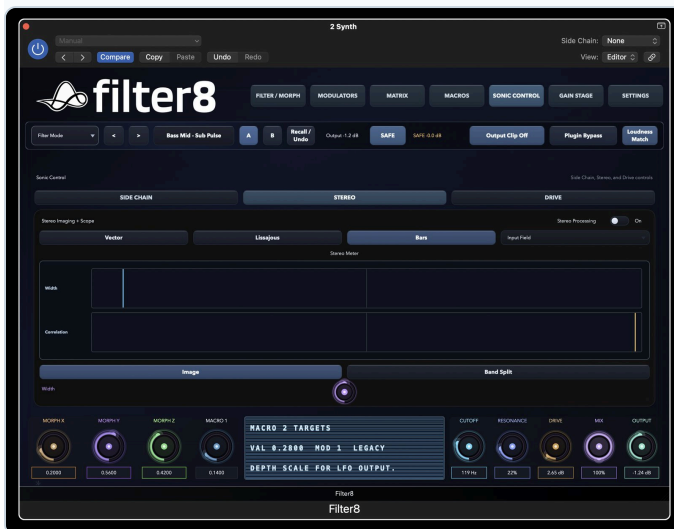 2 Synth
Manual
Side Chain: None
Compare Copy Paste Undo Redo
View: Editor
filter8
FILTER / MORPH MODULATORS MATRIX MACROS SONIC CONTROL GAIN STAGE SETTINGS
Filter Mode < > Bass Mid - Sub Pulse A B Recall / Undo Output -1.2 dB SAFE SAFE -0.0 dB Output Clip Off Plugin Bypass Loudness Match
Sonic Control
Side Chain, Stereo, and Drive controls
SIDE CHAIN STEREO DRIVE
Stereo Imaging + Scope
Stereo Processing On
Vector Lissajous Bars Input Field
Stereo Meter
Width
Correlation
Image Band Split
Width
MORPH X MORPH Y MORPH Z MACRO 1
MACRO 2 TARGETS
VAL 0.2800 MOD 1 LEGACY
DEPTH SCALE FOR LFO OUTPUT.
CUTOFF RESONANCE DRIVE MIX OUTPUT
0.2000 0.5600 0.4200 0.1400
119 Hz 22% 2.65 dB 100% -1.24 dB
Filter8
Filter8